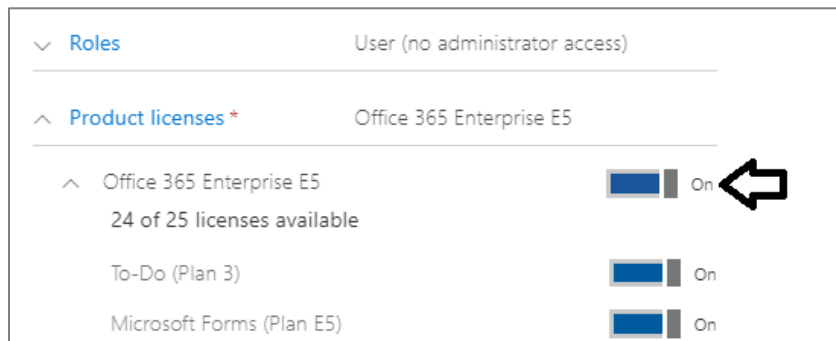 Roles User (no administrator access)
Product licenses * Office 365 Enterprise E5
Office 365 Enterprise E5 On
24 of 25 licenses available
To-Do (Plan 3) On
Microsoft Forms (Plan E5) On